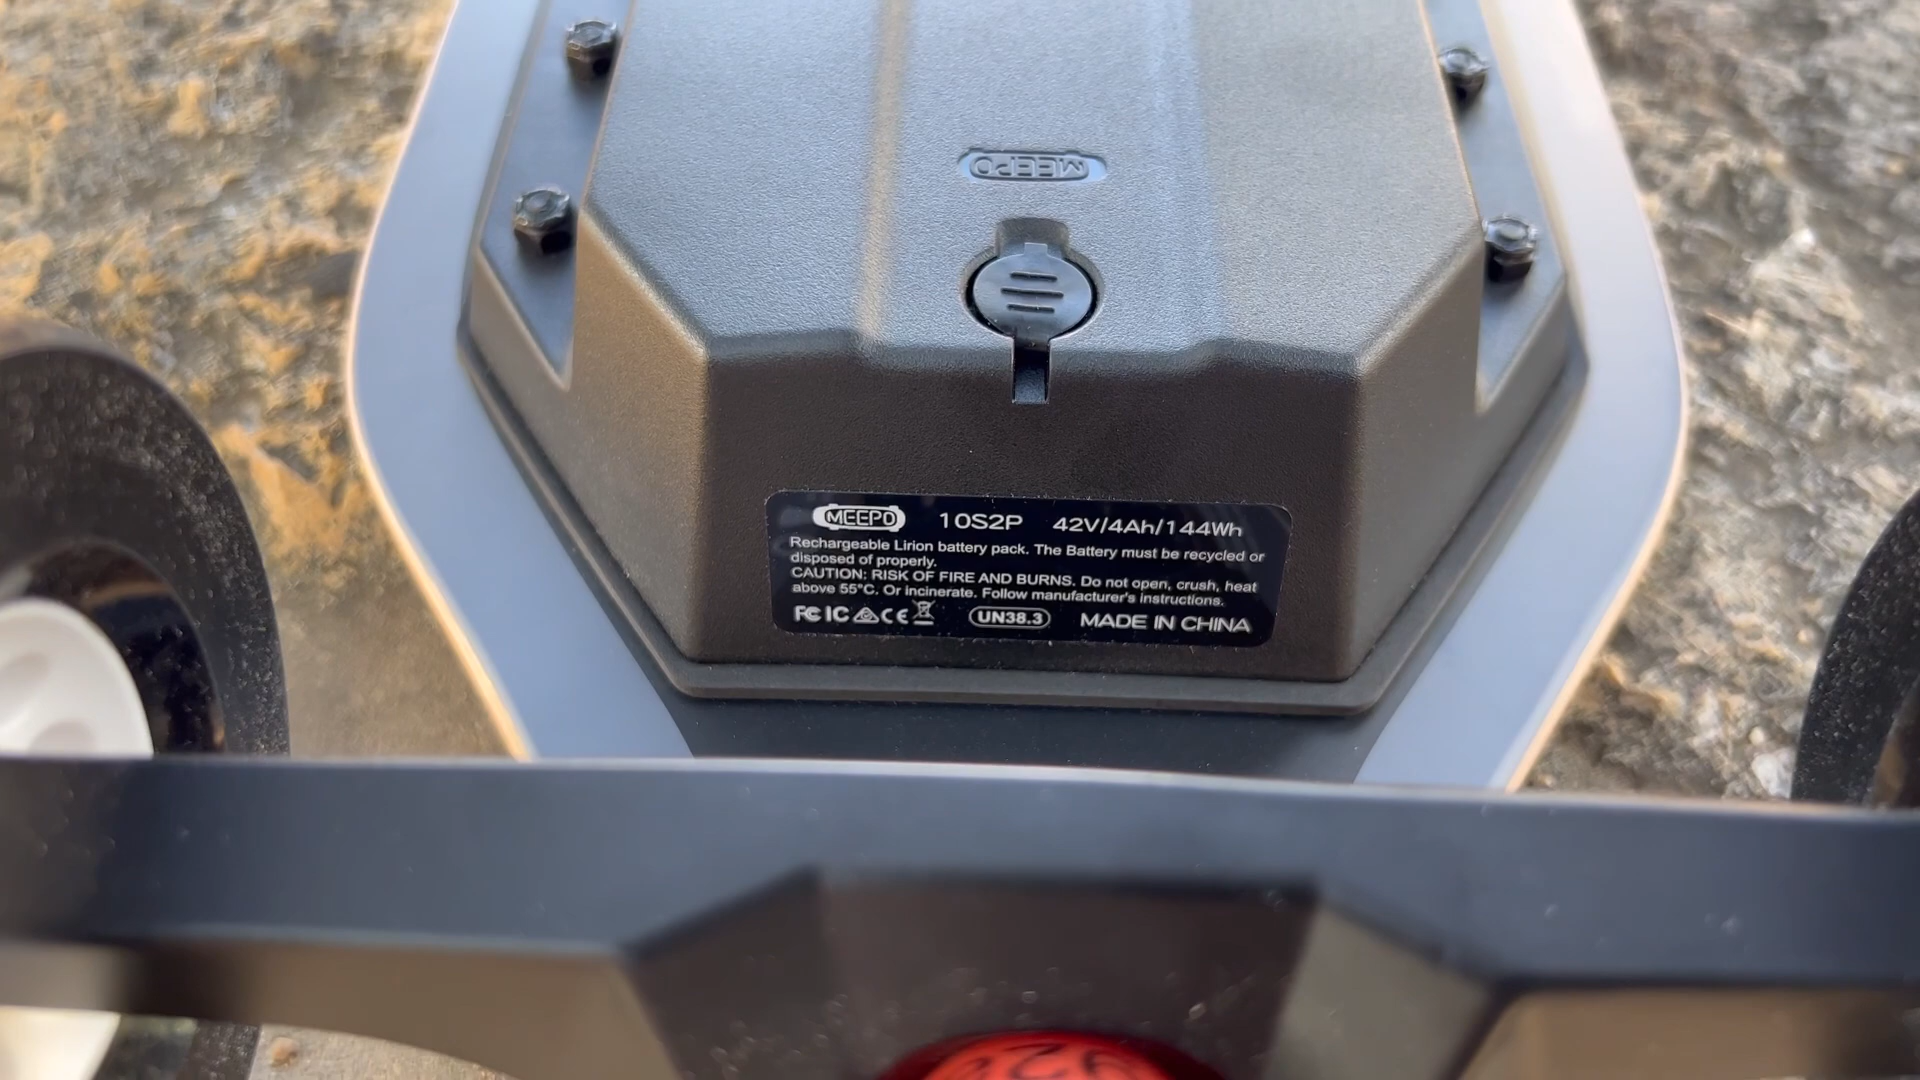 MEEPO
MEEPO 10S2P 42V/4Ah/144Wh
Rechargeable Lirion battery pack. The Battery must be recycled or
disposed of properly.
CAUTION: RISK OF FIRE AND BURNS. Do not open, crush, heat
above 55°C. Or incinerate. Follow manufacturer's instructions.
FC IC CE UN38.3 MADE IN CHINA